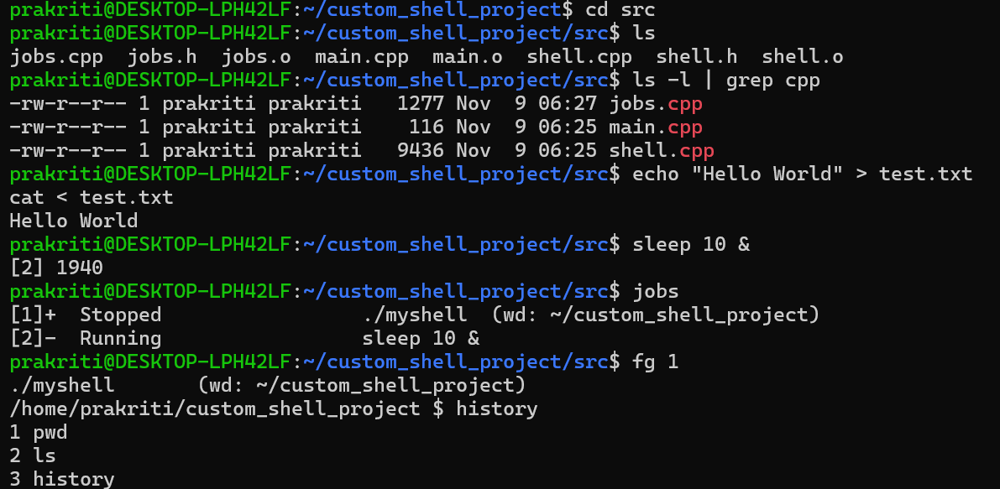 prakriti@DESKTOP-LPH42LF:~/custom_shell_project$ cd src
prakriti@DESKTOP-LPH42LF:~/custom_shell_project/src$ ls
jobs.cpp  jobs.h  jobs.o  main.cpp  main.o  shell.cpp  shell.h  shell.o
prakriti@DESKTOP-LPH42LF:~/custom_shell_project/src$ ls -l | grep cpp
-rw-r--r-- 1 prakriti prakriti   1277 Nov  9 06:27 jobs.cpp
-rw-r--r-- 1 prakriti prakriti    116 Nov  9 06:25 main.cpp
-rw-r--r-- 1 prakriti prakriti   9436 Nov  9 06:25 shell.cpp
prakriti@DESKTOP-LPH42LF:~/custom_shell_project/src$ echo "Hello World" > test.txt
cat < test.txt
Hello World
prakriti@DESKTOP-LPH42LF:~/custom_shell_project/src$ sleep 10 &
[2] 1940
prakriti@DESKTOP-LPH42LF:~/custom_shell_project/src$ jobs
[1]+  Stopped                 ./myshell  (wd: ~/custom_shell_project)
[2]-  Running                 sleep 10 &
prakriti@DESKTOP-LPH42LF:~/custom_shell_project/src$ fg 1
./myshell       (wd: ~/custom_shell_project)
/home/prakriti/custom_shell_project $ history
1 pwd
2 ls
3 history